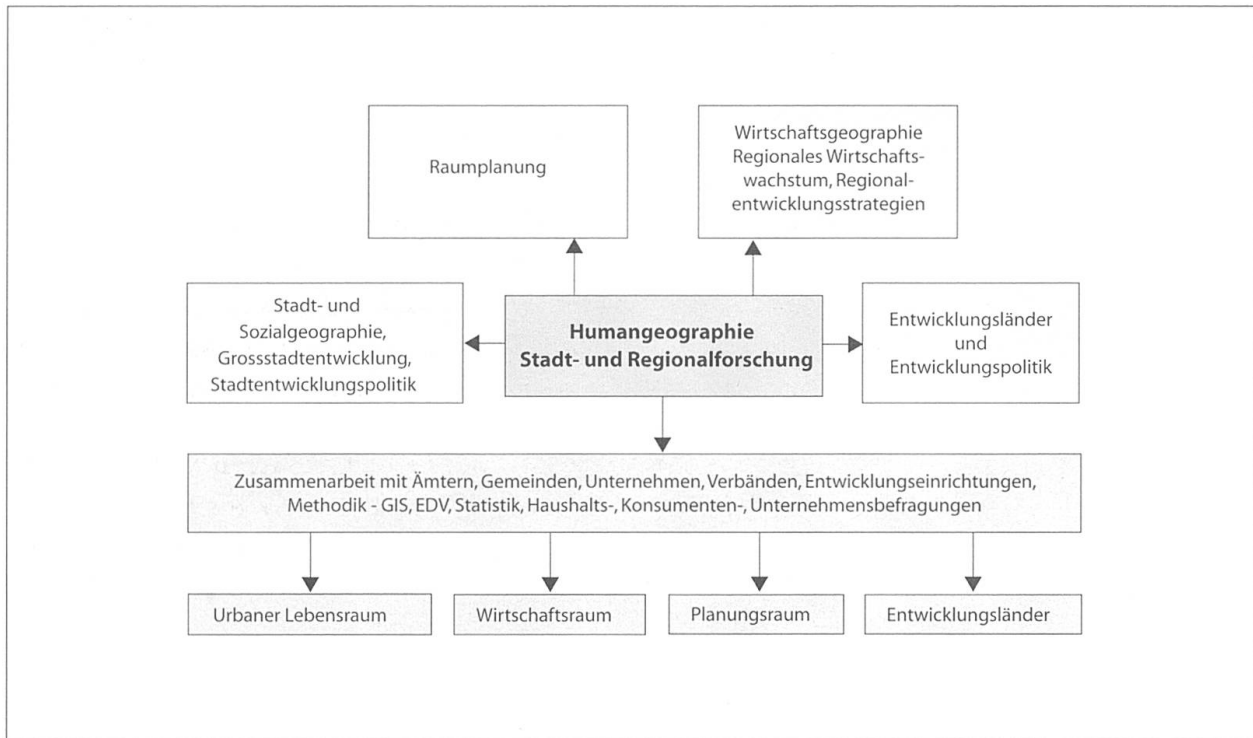 Raumplanung
Wirtschaftsgeographie
Regionales Wirtschafts-
wachstum, Regional-
entwicklungsstrategien
Stadt- und
Sozialgeographie,
Grossstadtentwicklung,
Stadtentwicklungspolitik
Humangeographie
Stadt- und Regionalforschung
Entwicklungsländer
und
Entwicklungspolitik
Zusammenarbeit mit Ämtern, Gemeinden, Unternehmen, Verbänden, Entwicklungseinrichtungen,
Methodik - GIS, EDV, Statistik, Haushalts-, Konsumenten-, Unternehmensbefragungen
Urbaner Lebensraum
Wirtschaftsraum
Planungsraum
Entwicklungsländer